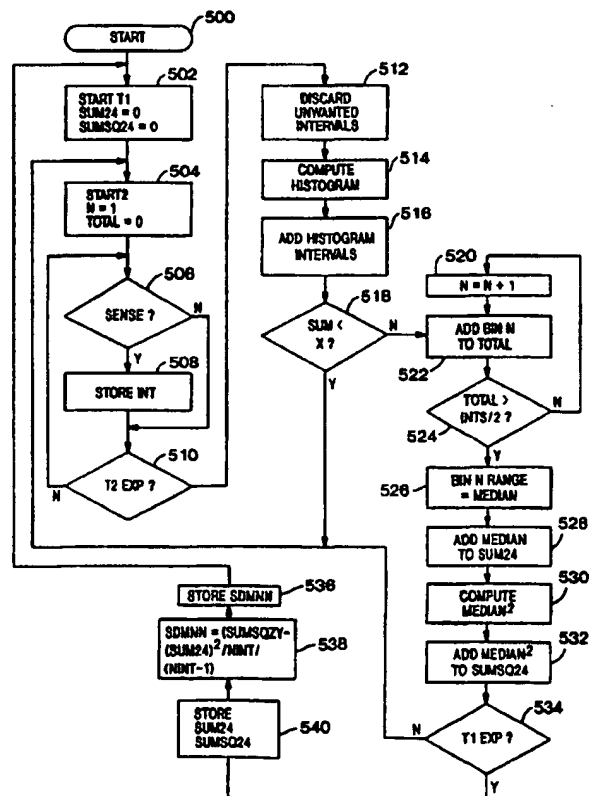 START
500
502
START T1
SUM24 = 0
SUMSQ24 = 0
504
START2
N = 1
TOTAL = 0
506
SENSE ?
N
Y
508
STORE INT
510
T2 EXP ?
N
512
DISCARD
UNWANTED
INTERVALS
514
COMPUTE
HISTOGRAM
516
ADD HISTOGRAM
INTERVALS
518
SUM <
X ?
N
Y
520
N = N + 1
ADD BIN N
TO TOTAL
522
TOTAL >
INTS/2 ?
N
524
Y
526
BIN N RANGE
= MEDIAN
528
ADD MEDIAN
TO SUM24
530
COMPUTE
MEDIAN²
532
ADD MEDIAN²
TO SUMSQ24
534
T1 EXP ?
N
Y
STORE SDMNN
536
SDMNN = (SUMSQZY-
(SUM24)²/NINT/
(NINT-1)
538
STORE
SUM24
SUMSQ24
540